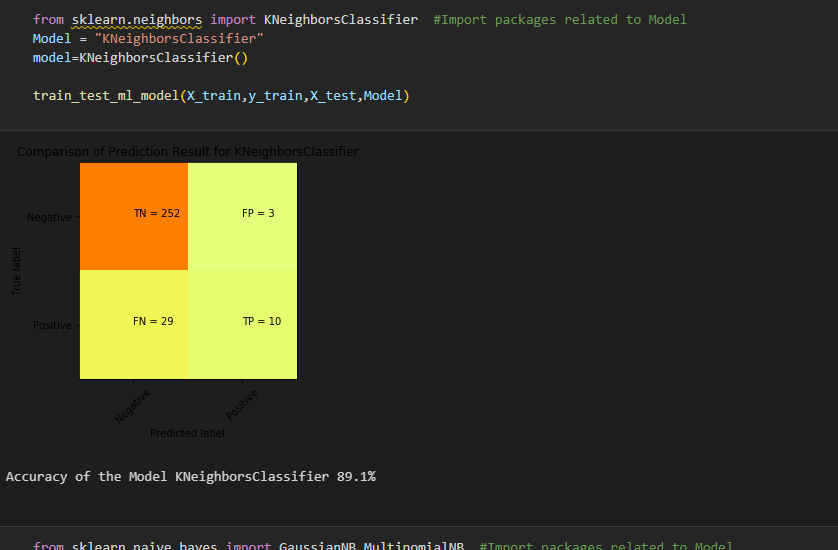 from sklearn.neighbors import KNeighborsClassifier  #Import packages related to Model
Model = "KNeighborsClassifier"
model=KNeighborsClassifier()
train_test_ml_model(X_train,y_train,X_test,Model)
Comparison of Prediction Result for KNeighborsClassifier
True label
Negative
TN = 252
FP = 3
Positive
FN = 29
TP = 10
Negative
Positive
Predicted label
Accuracy of the Model KNeighborsClassifier 89.1%
from sklearn.naive_bayes import GaussianNB,MultinomialNB  #Import packages related to Model